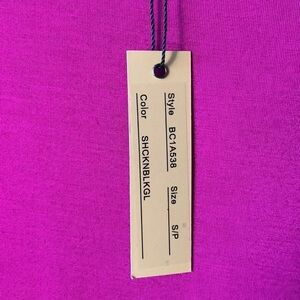 Style BC1A538 Size S/P
Color SHCKNBLKGL